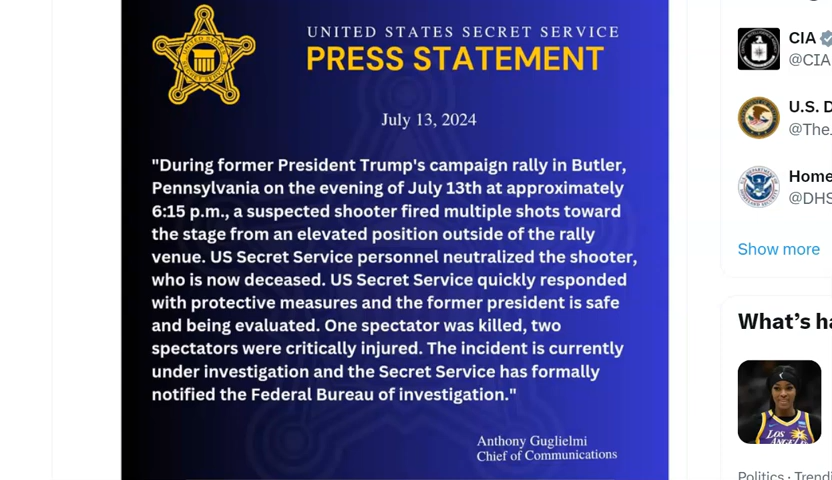 UNITED STATES SECRET SERVICE
PRESS STATEMENT
July 13, 2024
"During former President Trump's campaign rally in Butler,
Pennsylvania on the evening of July 13th at approximately
6:15 p.m., a suspected shooter fired multiple shots toward
the stage from an elevated position outside of the rally
venue. US Secret Service personnel neutralized the shooter,
who is now deceased. US Secret Service quickly responded
with protective measures and the former president is safe
and being evaluated. One spectator was killed, two
spectators were critically injured. The incident is currently
under investigation and the Secret Service has formally
notified the Federal Bureau of investigation."
Anthony Guglielmi
Chief of Communications
CIA
@CIA
U.S. D
@The.
Home
@DHS
Show more
What's ha
LOS ANGELES
Politics · Trendi